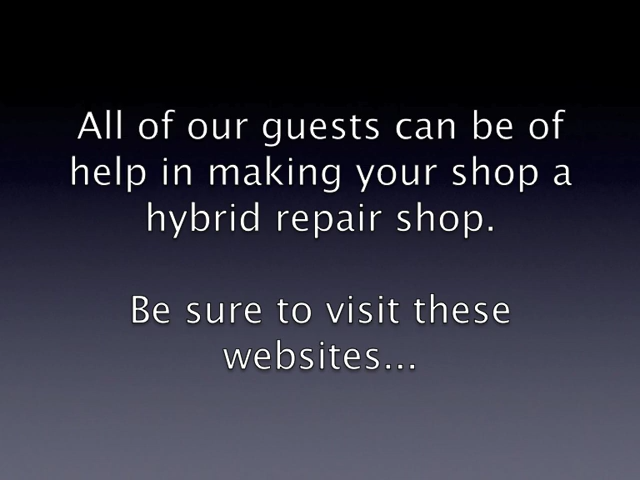 All of our guests can be of
help in making your shop a
hybrid repair shop.
Be sure to visit these
websites...